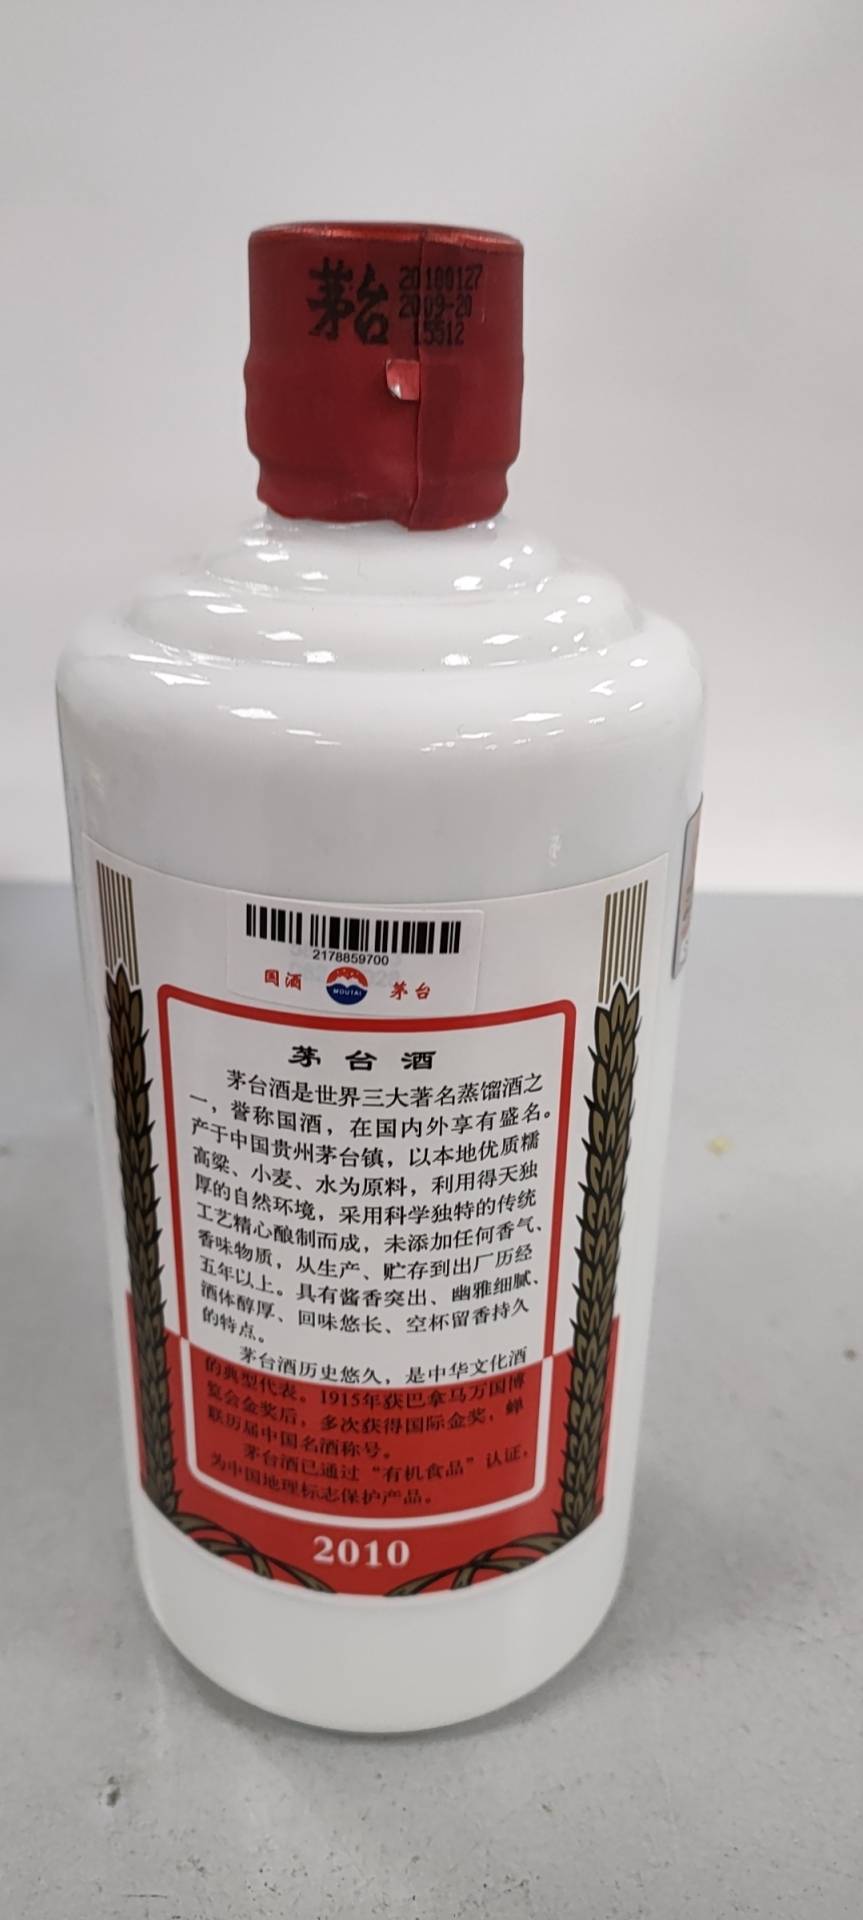 茅台
20180127
2009-20
15512
2178859700
国酒
MOUTAI
茅台
茅台酒
茅台酒是世界三大著名蒸馏酒之
一，誉称国酒，在国内外享有盛名。
产于中国贵州茅台镇，以本地优质糯
高粱、小麦、水为原料，利用得天独
厚的自然环境，采用科学独特的传统
工艺精心酿制而成，未添加任何香气、
香味物质，从生产、贮存到出厂历经
五年以上。具有酱香突出、幽雅细腻、
酒体醇厚、回味悠长、空杯留香持久
的特点。
茅台酒历史悠久，是中华文化酒
的典型代表。1915年获巴拿马万国博
览会金奖后，多次获得国际金奖，蝉
联历届中国名酒称号。
茅台酒已通过“有机食品”认证，
为中国地理标志保护产品。
2010